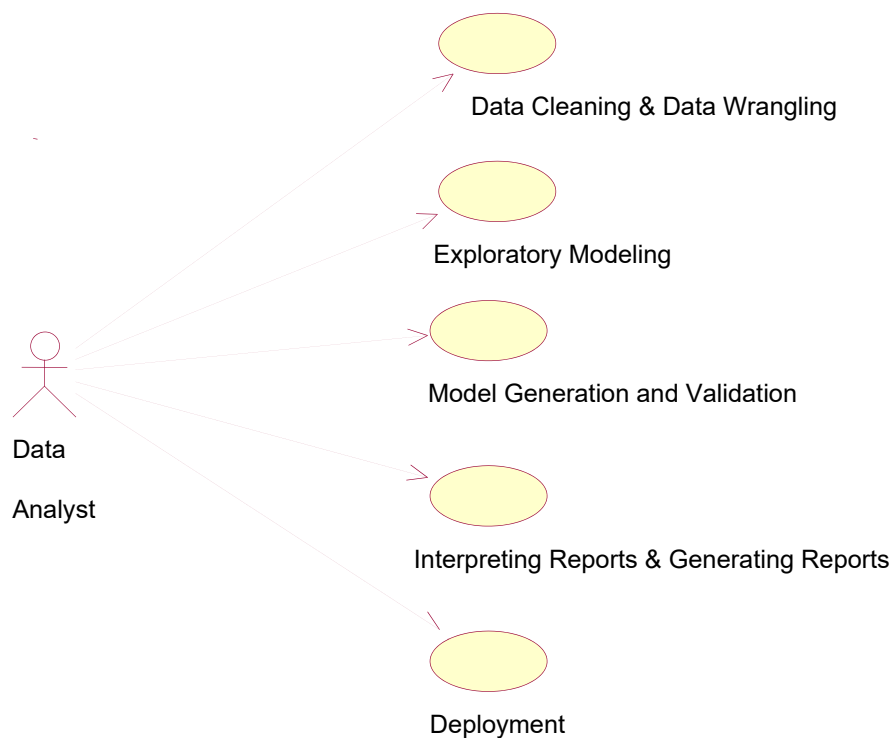 Data Cleaning & Data Wrangling
Exploratory Modeling
Model Generation and Validation
Data
Analyst
Interpreting Reports & Generating Reports
Deployment